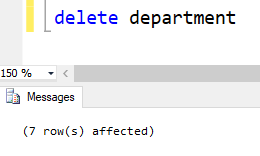 delete department
150 %
Messages
(7 row(s) affected)